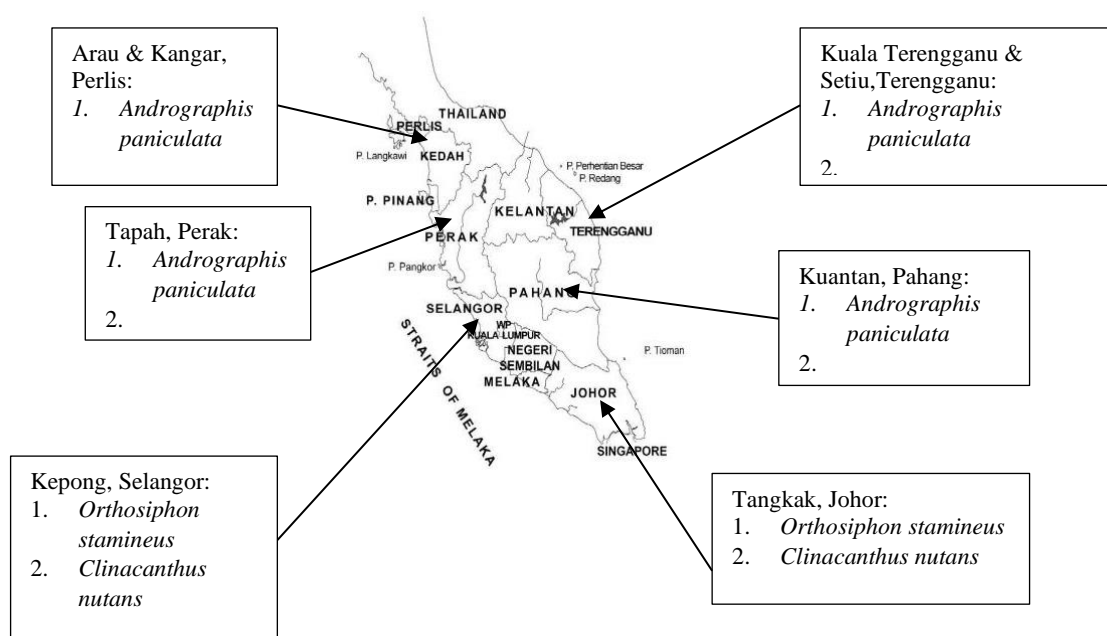 Arau & Kangar,
Perlis:
1. Andrographis
paniculata
Kuala Terengganu &
Setiu,Terengganu:
1. Andrographis
paniculata
2.
Tapah, Perak:
1. Andrographis
paniculata
2.
Kuantan, Pahang:
1. Andrographis
paniculata
2.
Kepong, Selangor:
1. Orthosiphon
stamineus
2. Clinacanthus
nutans
Tangkak, Johor:
1. Orthosiphon stamineus
2. Clinacanthus nutans
THAILAND
PERLIS
P. Langkawi
KEDAH
P. Perhentian Besar
P. Redang
P. PINANG
KELANTAN
TERENGGANU
PERAK
P. Pangkor
PAHANG
SELANGOR
WP
KUALA LUMPUR
NEGERI
SEMBILAN
P. Tioman
MELAKA
JOHOR
STRAITS OF MELAKA
SINGAPORE